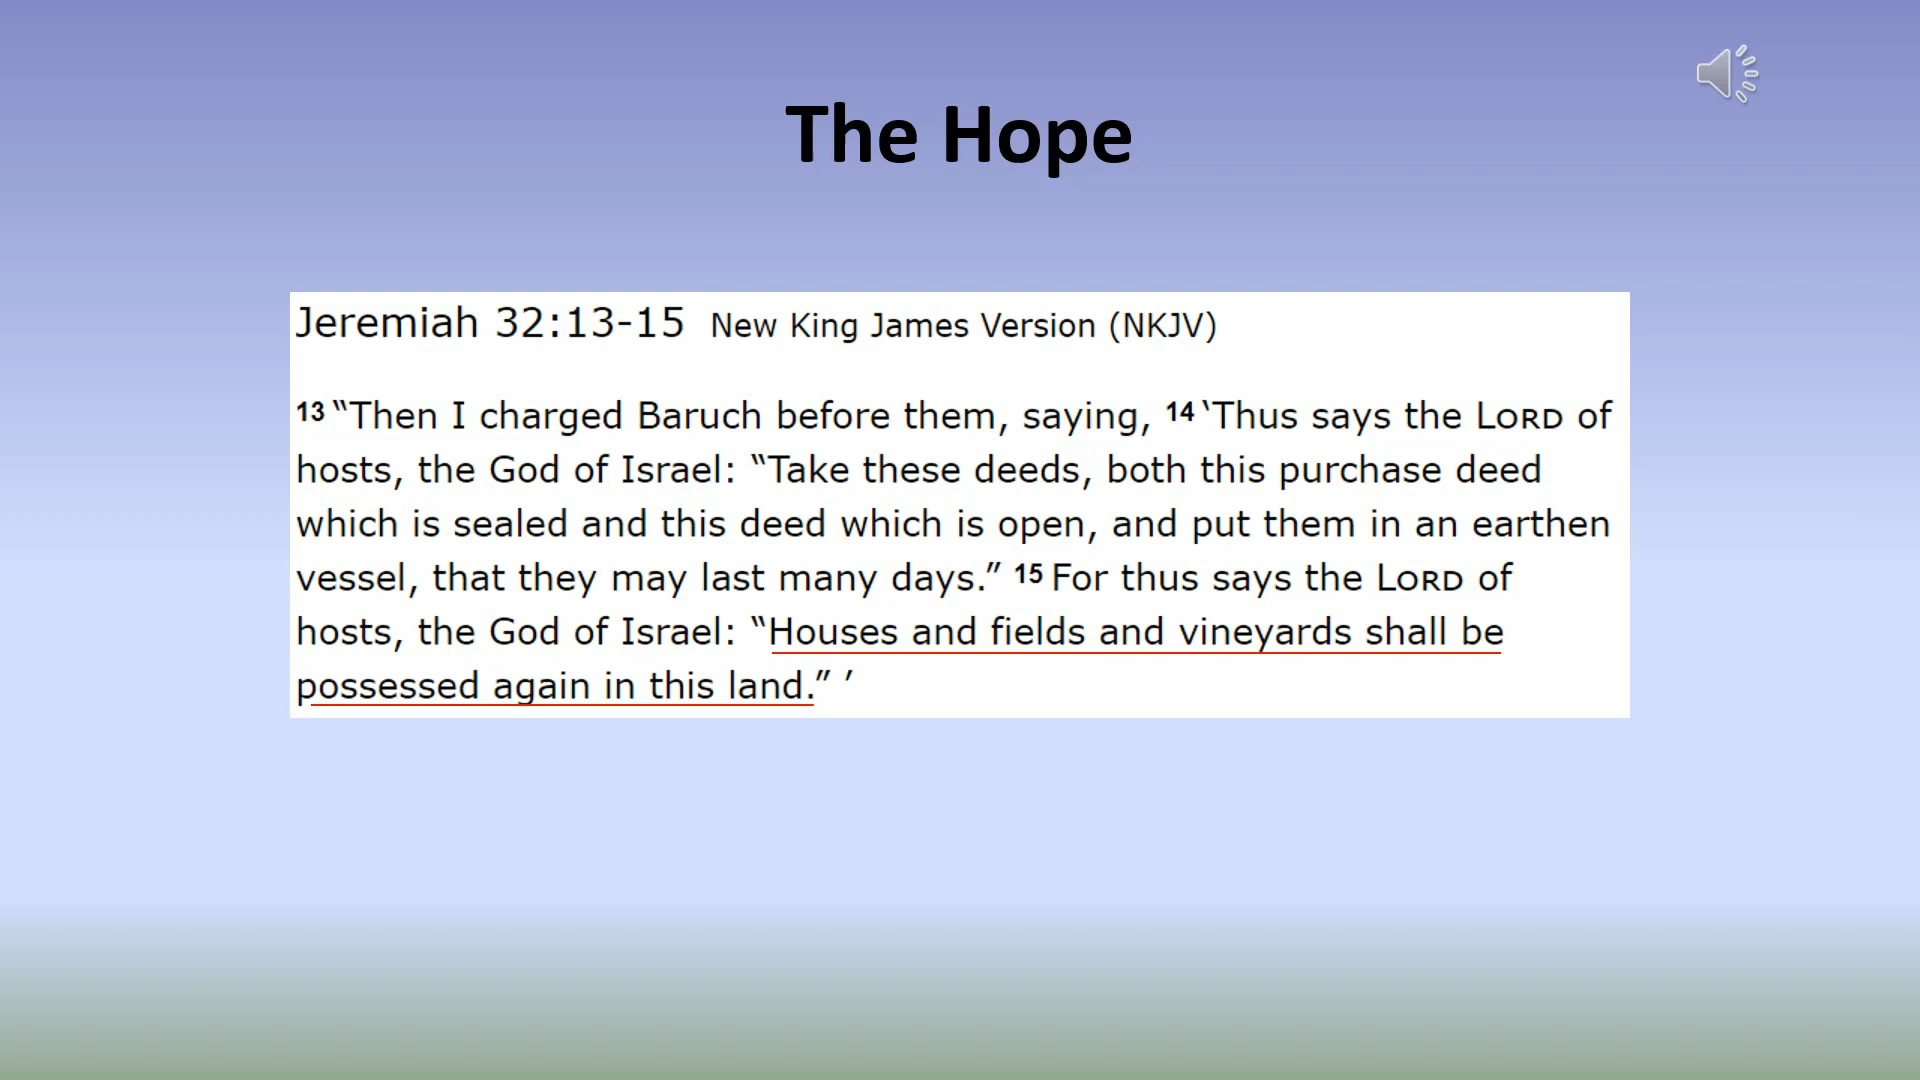 The Hope
Jeremiah 32:13-15 New King James Version (NKJV)
13 “Then I charged Baruch before them, saying, 14 ‘Thus says the LORD of
hosts, the God of Israel: “Take these deeds, both this purchase deed
which is sealed and this deed which is open, and put them in an earthen
vessel, that they may last many days.” 15 For thus says the LORD of
hosts, the God of Israel: “Houses and fields and vineyards shall be
possessed again in this land.” ’